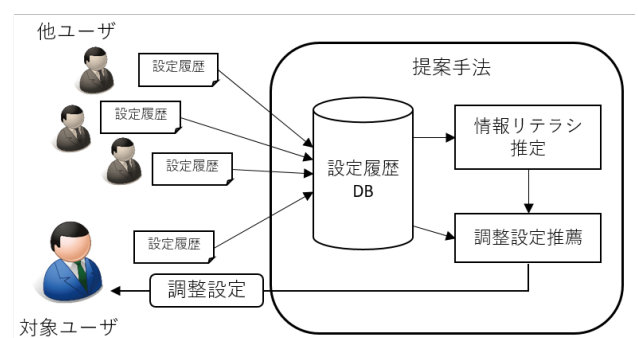 他ユーザ
設定履歴
設定履歴
設定履歴
設定履歴
対象ユーザ
提案手法
設定履歴
DB
情報リテラシ
推定
調整設定推薦
調整設定